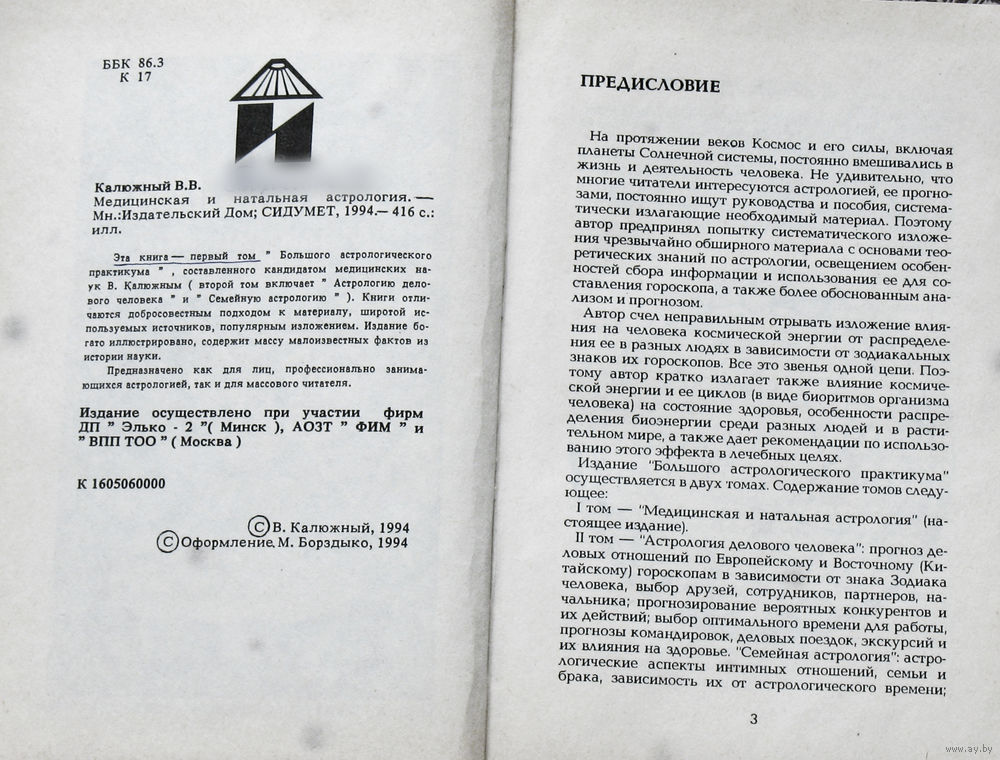 ББК 86.3
К 17
Калюжный В.В.
Медицинская и натальная астрология. —
Мн.:Издательский Дом; СИДУМЕТ, 1994.— 416 с.:
илл.
Эта книга — первый том " Большого астрологического
практикума " , составленного кандидатом медицинских на-
ук В. Калюжным ( второй том включает " Астрологию дело-
вого человека " и " Семейную астрологию " ). Книги отли-
чаются добросовестным подходом к материалу, широтой ис-
пользуемых источников, популярным изложением. Издание бо-
гато иллюстрировано, содержит массу малоизвестных фактов из
истории науки.
Предназначено как для лиц, профессионально занима-
ющихся астрологией, так и для массового читателя.
Издание осуществлено при участии фирм
ДП " Элько - 2 "( Минск ), АОЗТ " ФИМ " и
" ВПП ТОО " ( Москва )
К 1605060000
© В. Калюжный, 1994
© Оформление. М. Борздыко, 1994
ПРЕДИСЛОВИЕ
На протяжении веков Космос и его силы, включая
планеты Солнечной системы, постоянно вмешивались в
жизнь и деятельность человека. Не удивительно, что
многие читатели интересуются астрологией, ее прогно-
зами, постоянно ищут руководства и пособия, система-
тически излагающие необходимый материал. Поэтому
автор предпринял попытку систематического изложе-
ния чрезвычайно обширного материала с основами тео-
ретических знаний по астрологии, освещением особен-
ностей сбора информации и использования ее для со-
ставления гороскопа, а также более обоснованным ана-
лизом и прогнозом.
Автор счел неправильным отрывать изложение влия-
ния на человека космической энергии от распределе-
ния ее в разных людях в зависимости от зодиакальных
знаков их гороскопов. Все это звенья одной цепи. Поэ-
тому автор кратко излагает также влияние космиче-
ской энергии и ее циклов (в виде биоритмов организма
человека) на состояние здоровья, особенности распре-
деления биоэнергии среди разных людей и в расти-
тельном мире, а также дает рекомендации по использо-
ванию этого эффекта в лечебных целях.
Издание "Большого астрологического практикума"
осуществляется в двух томах. Содержание томов следу-
ющее:
I том — "Медицинская и натальная астрология" (на-
стоящее издание).
II том — "Астрология делового человека": прогноз де-
ловых отношений по Европейскому и Восточному (Ки-
тайскому) гороскопам в зависимости от знака Зодиака
человека, выбор друзей, сотрудников, партнеров, на-
чальника; прогнозирование вероятных конкурентов и
их действий; выбор оптимального времени для работы,
прогнозы командировок, деловых поездок, экскурсий и
их влияния на здоровье. "Семейная астрология": астро-
логические аспекты интимных отношений, семьи и
брака, зависимость их от астрологического времени;
3
www.ay.by